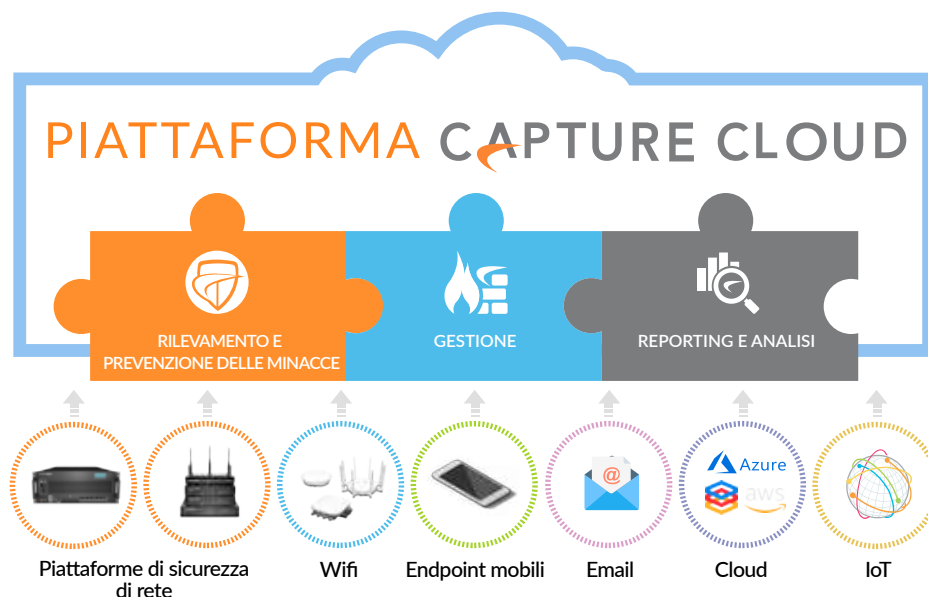 PIATTAFORMA CAPTURE CLOUD
RILEVAMENTO E
PREVENZIONE DELLE MINACCE
GESTIONE
REPORTING E ANALISI
@
Azure
aws
Piattaforme di sicurezza
di rete
Wifi
Endpoint mobili
Email
Cloud
IoT